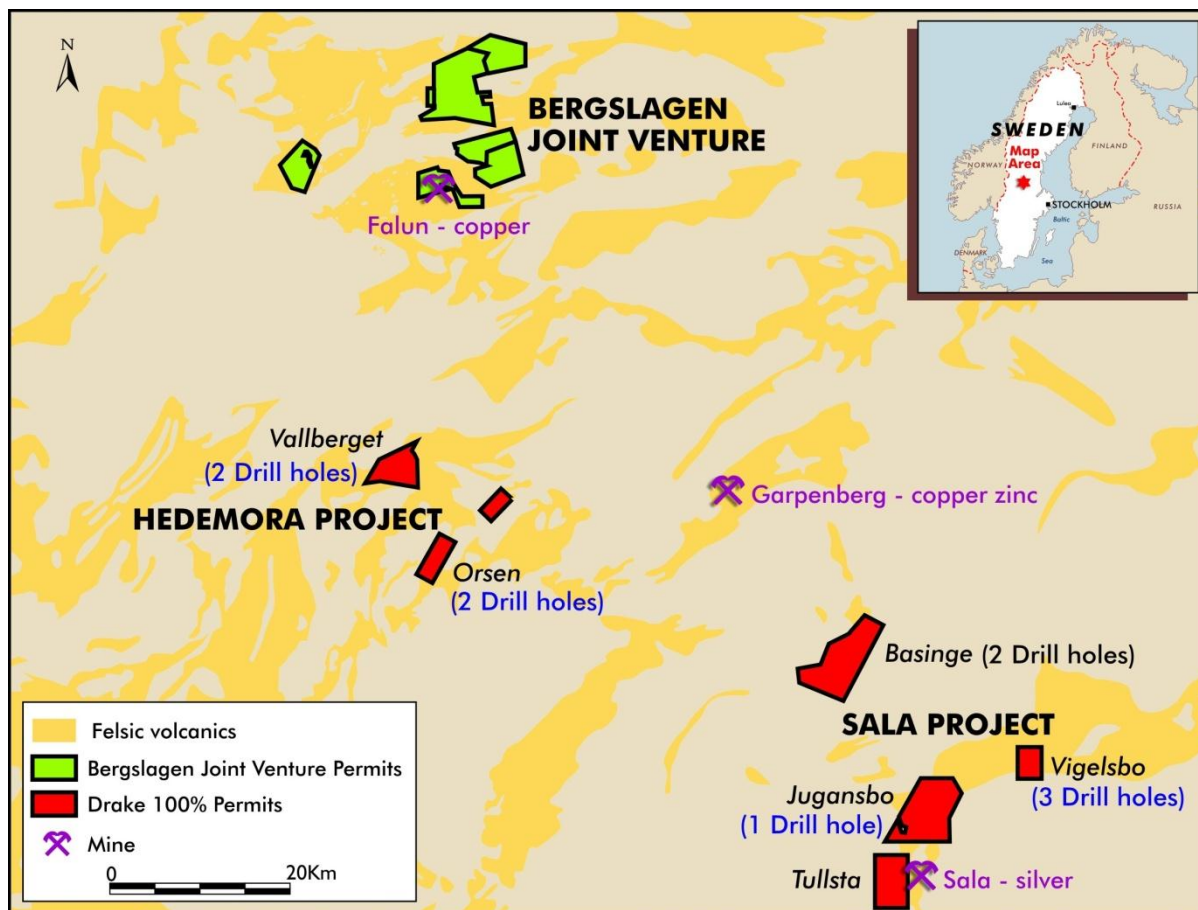 N
BERGSLAGEN
JOINT VENTURE
Falun - copper
Luleå
SWEDEN
Map
Area
NORWAY
FINLAND
STOCKHOLM
RUSSIA
Baltic
DENMARK
Sea
Vallberget
(2 Drill holes)
HEDEMORA PROJECT
Garpenberg - copper zinc
Orsen
(2 Drill holes)
Basinge (2 Drill holes)
SALA PROJECT
Vigelsbo
(3 Drill holes)
Jugansbo
(1 Drill hole)
Tullsta
Sala - silver
Felsic volcanics
Bergslagen Joint Venture Permits
Drake 100% Permits
Mine
0 20Km